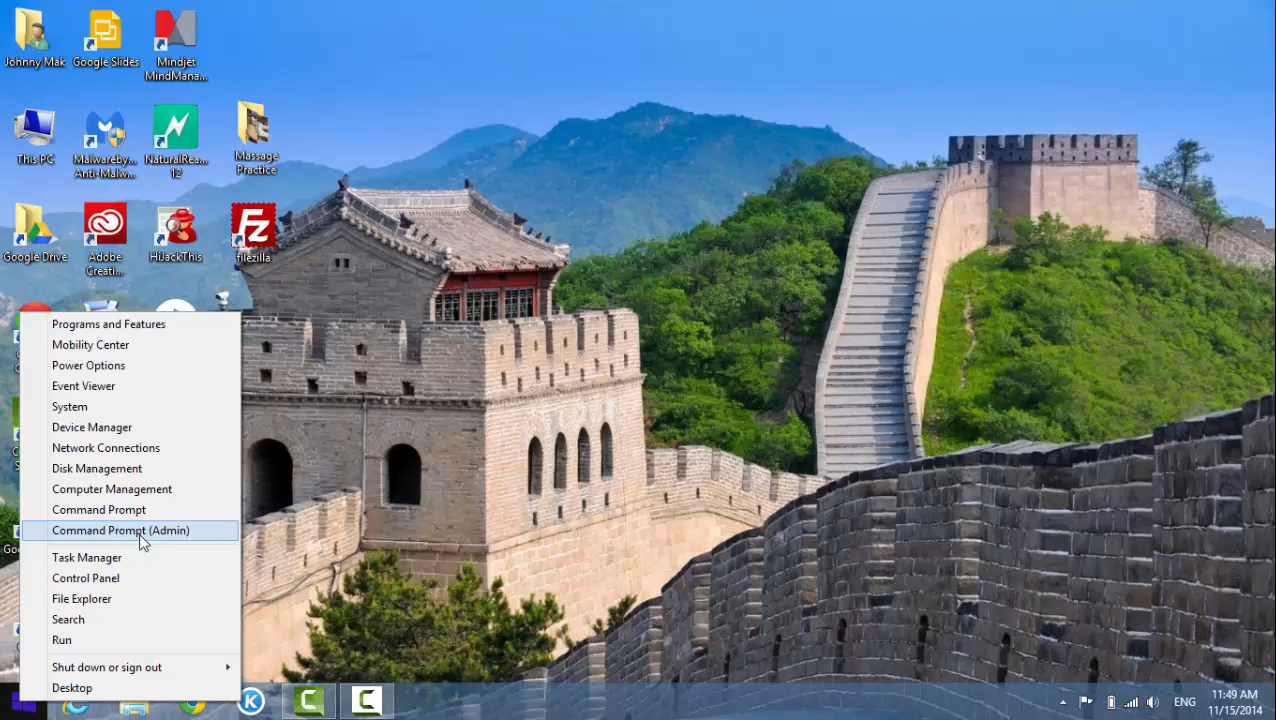 Johnny Mak
Google Slides
Mindjet
MindMana...
This PC
Malwareby...
Anti-Malw...
NaturalRea...
12
Massage
Practice
Google Drive
Adobe
Creati...
HiJackThis
filezilla
Programs and Features
Mobility Center
Power Options
Event Viewer
System
Device Manager
Network Connections
Disk Management
Computer Management
Command Prompt
Command Prompt (Admin)
Task Manager
Control Panel
File Explorer
Search
Run
Shut down or sign out
Desktop
ENG
11:49 AM
11/15/2014